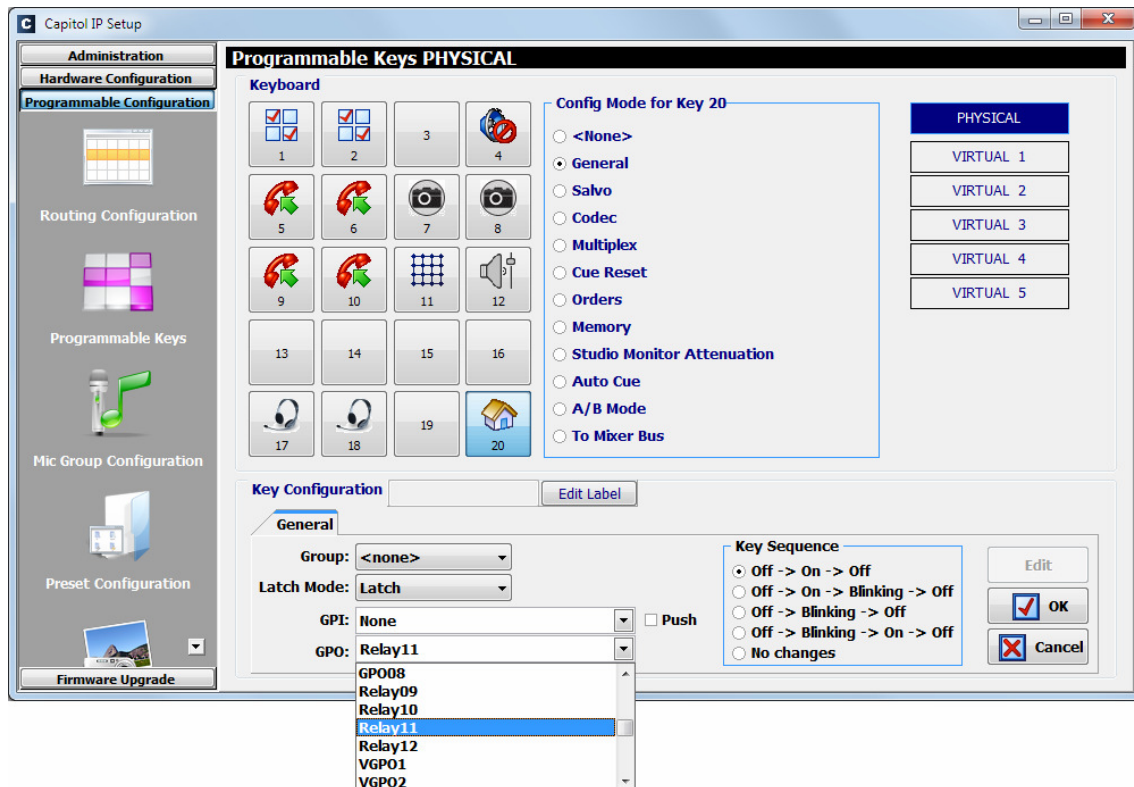 C Capitol IP Setup
Administration
Hardware Configuration
Programmable Configuration
Routing Configuration
Programmable Keys
Mic Group Configuration
Preset Configuration
Firmware Upgrade
Programmable Keys PHYSICAL
Keyboard
1 2 3 4
5 6 7 8
9 10 11 12
13 14 15 16
17 18 19 20
Config Mode for Key 20
<None>
General
Salvo
Codec
Multiplex
Cue Reset
Orders
Memory
Studio Monitor Attenuation
Auto Cue
A/B Mode
To Mixer Bus
PHYSICAL
VIRTUAL 1
VIRTUAL 2
VIRTUAL 3
VIRTUAL 4
VIRTUAL 5
Key Configuration Edit Label
General
Group: <none>
Latch Mode: Latch
GPI: None Push
GPO: Relay11
GPO08
Relay09
Relay10
Relay11
Relay12
VGPO1
VGPO2
Key Sequence
Off -> On -> Off
Off -> On -> Blinking -> Off
Off -> Blinking -> Off
Off -> Blinking -> On -> Off
No changes
Edit
OK
Cancel